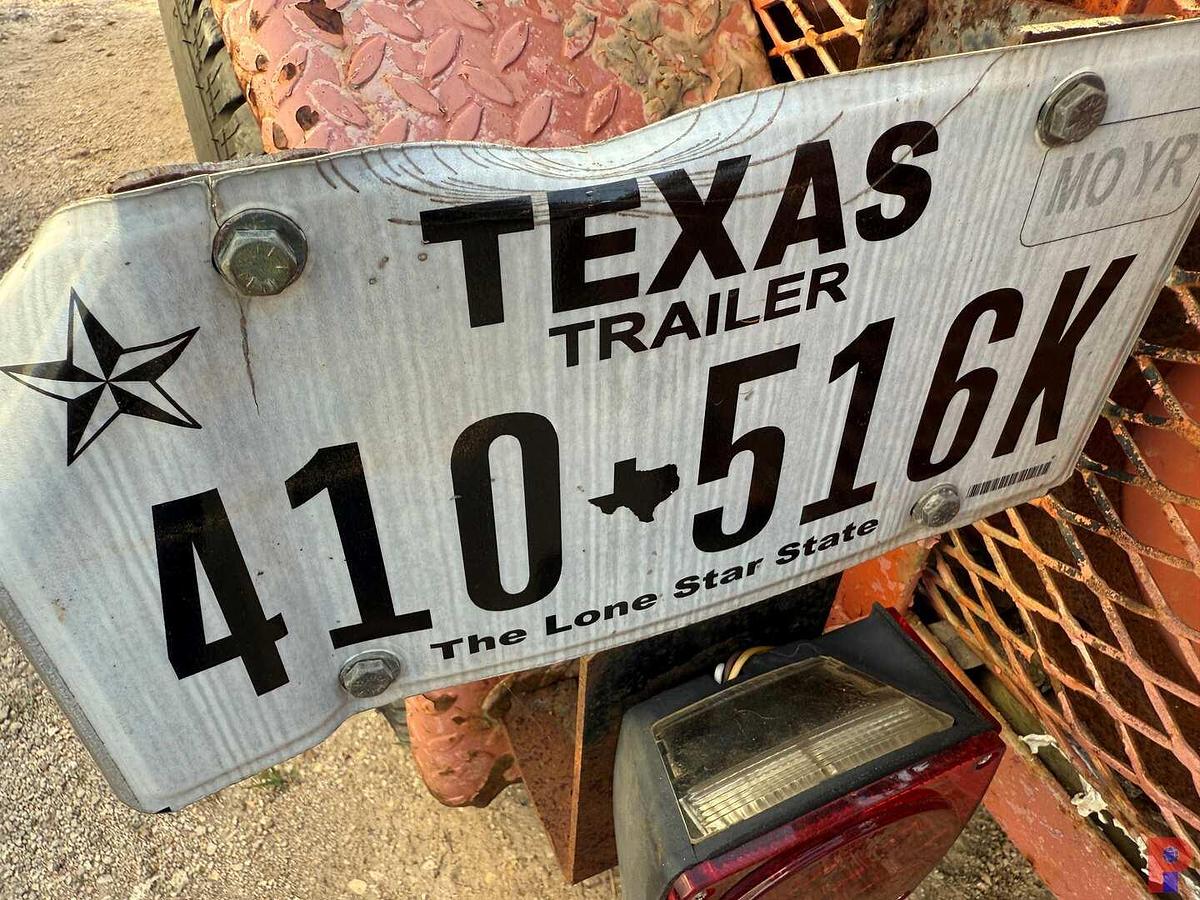 TEXAS
MO YR
TRAILER
410 516K
The Lone Star State